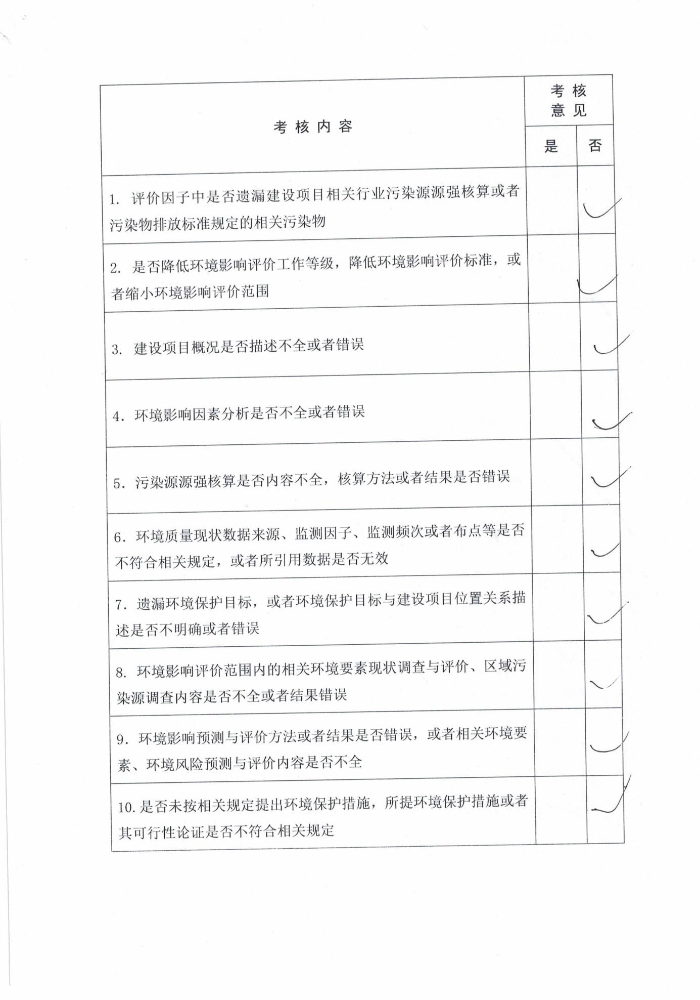 考 核 内 容
考 核
意 见
是
否
1. 评价因子中是否遗漏建设项目相关行业污染源源强核算或者
污染物排放标准规定的相关污染物
✓
2. 是否降低环境影响评价工作等级，降低环境影响评价标准，或
者缩小环境影响评价范围
✓
3. 建设项目概况是否描述不全或者错误
✓
4. 环境影响因素分析是否不全或者错误
✓
5. 污染源源强核算是否内容不全，核算方法或者结果是否错误
✓
6. 环境质量现状数据来源、监测因子、监测频次或者布点等是否
不符合相关规定，或者所引用数据是否无效
✓
7. 遗漏环境保护目标，或者环境保护目标与建设项目位置关系描
述是否不明确或者错误
✓
8. 环境影响评价范围内的相关环境要素现状调查与评价、区域污
染源调查内容是否不全或者结果错误
✓
9. 环境影响预测与评价方法或者结果是否错误，或者相关环境要
素、环境风险预测与评价内容是否不全
✓
10. 是否未按相关规定提出环境保护措施，所提环境保护措施或者
其可行性论证是否不符合相关规定
✓